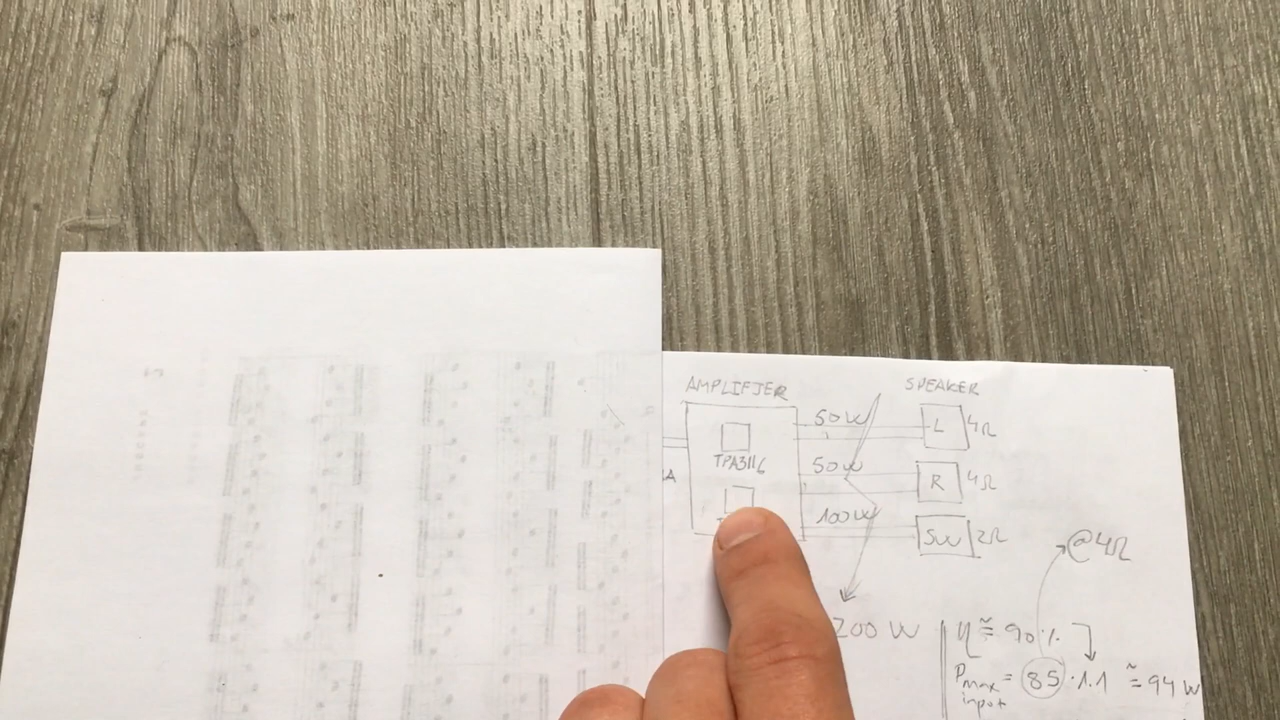 AMPLIFIER
SPEAKER
50W
L
4Ω
TPA3116
50W
R
4Ω
A
100W
SW
2Ω
@4Ω
200 W
η ≅ 90%
Pmax input = 85·1.1 ≅ 94 W